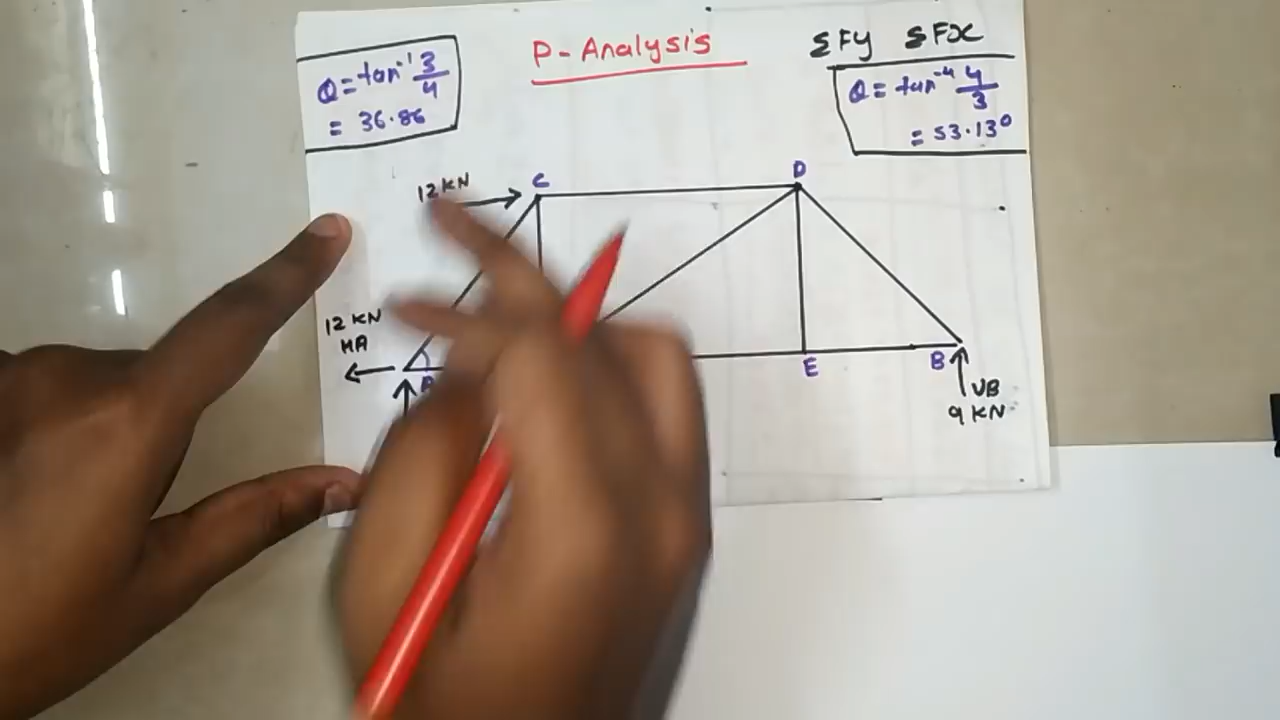 P-Analysis
ΣFy ΣFx
Q = tan⁻¹ 3/4
= 36.86
Q = tan⁻⁴ 4/3
= 53.13°
12 KN
C
D
12 KN
HA
A
E
B
VB
9 KN